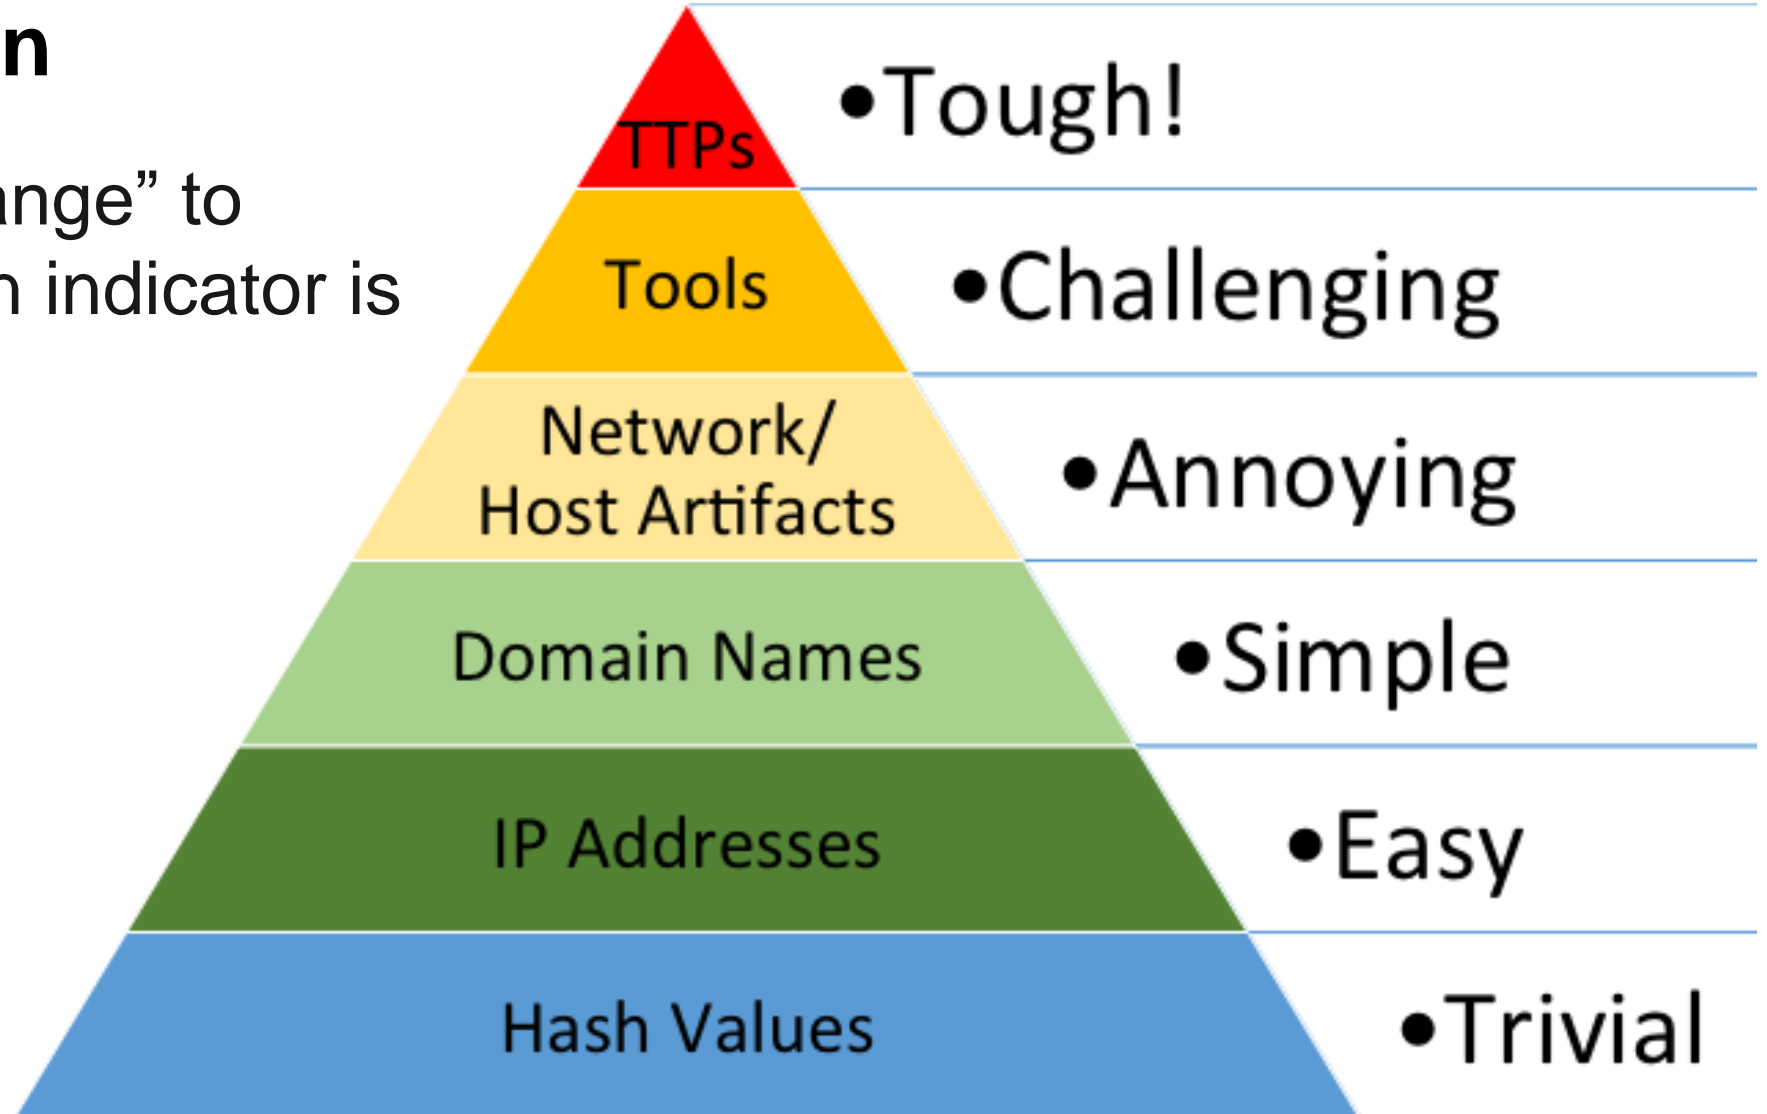 n
ange” to
n indicator is
TTPs
•Tough!
Tools
•Challenging
Network/
Host Artifacts
•Annoying
Domain Names
•Simple
IP Addresses
•Easy
Hash Values
•Trivial